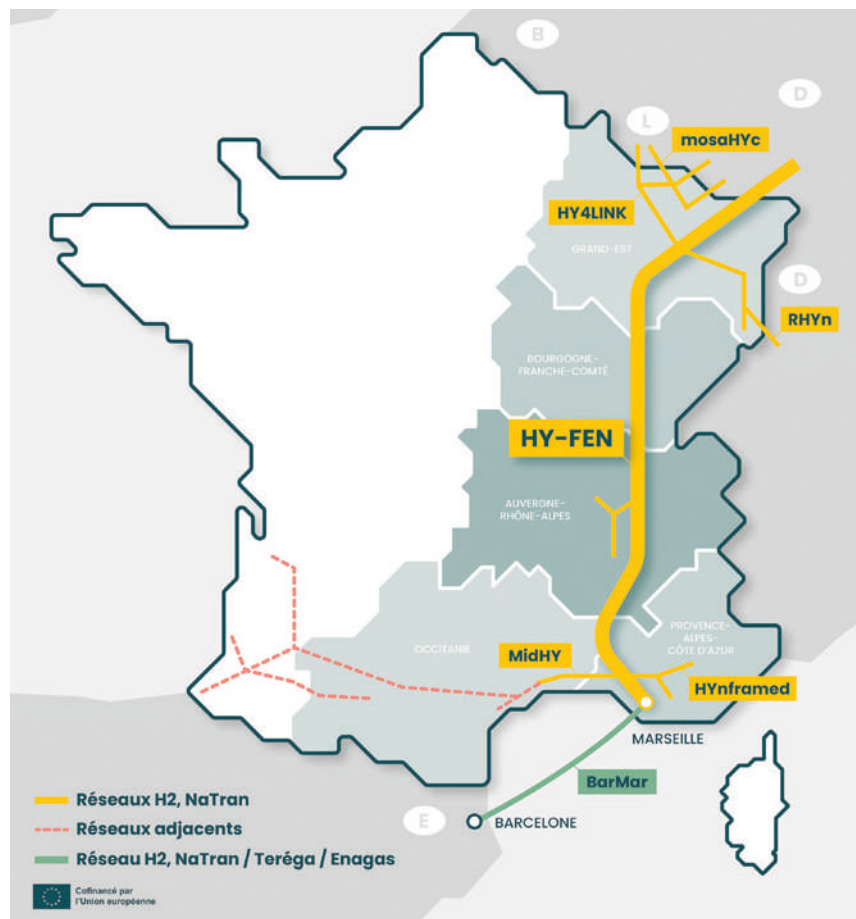 B
D
L
mosaHYc
HY4LINK
GRAND-EST
D
RHYn
BOURGOGNE-
FRANCHE-COMTÉ
HY-FEN
AUVERGNE-
RHÔNE-ALPES
PROVENCE-
ALPES-
CÔTE D'AZUR
OCCITANIE
MidHY
HYnframed
MARSEILLE
BarMar
E
BARCELONE
Réseaux H2, NaTran
Réseaux adjacents
Réseau H2, NaTran / Teréga / Enagas
Cofinancé par
l'Union européenne